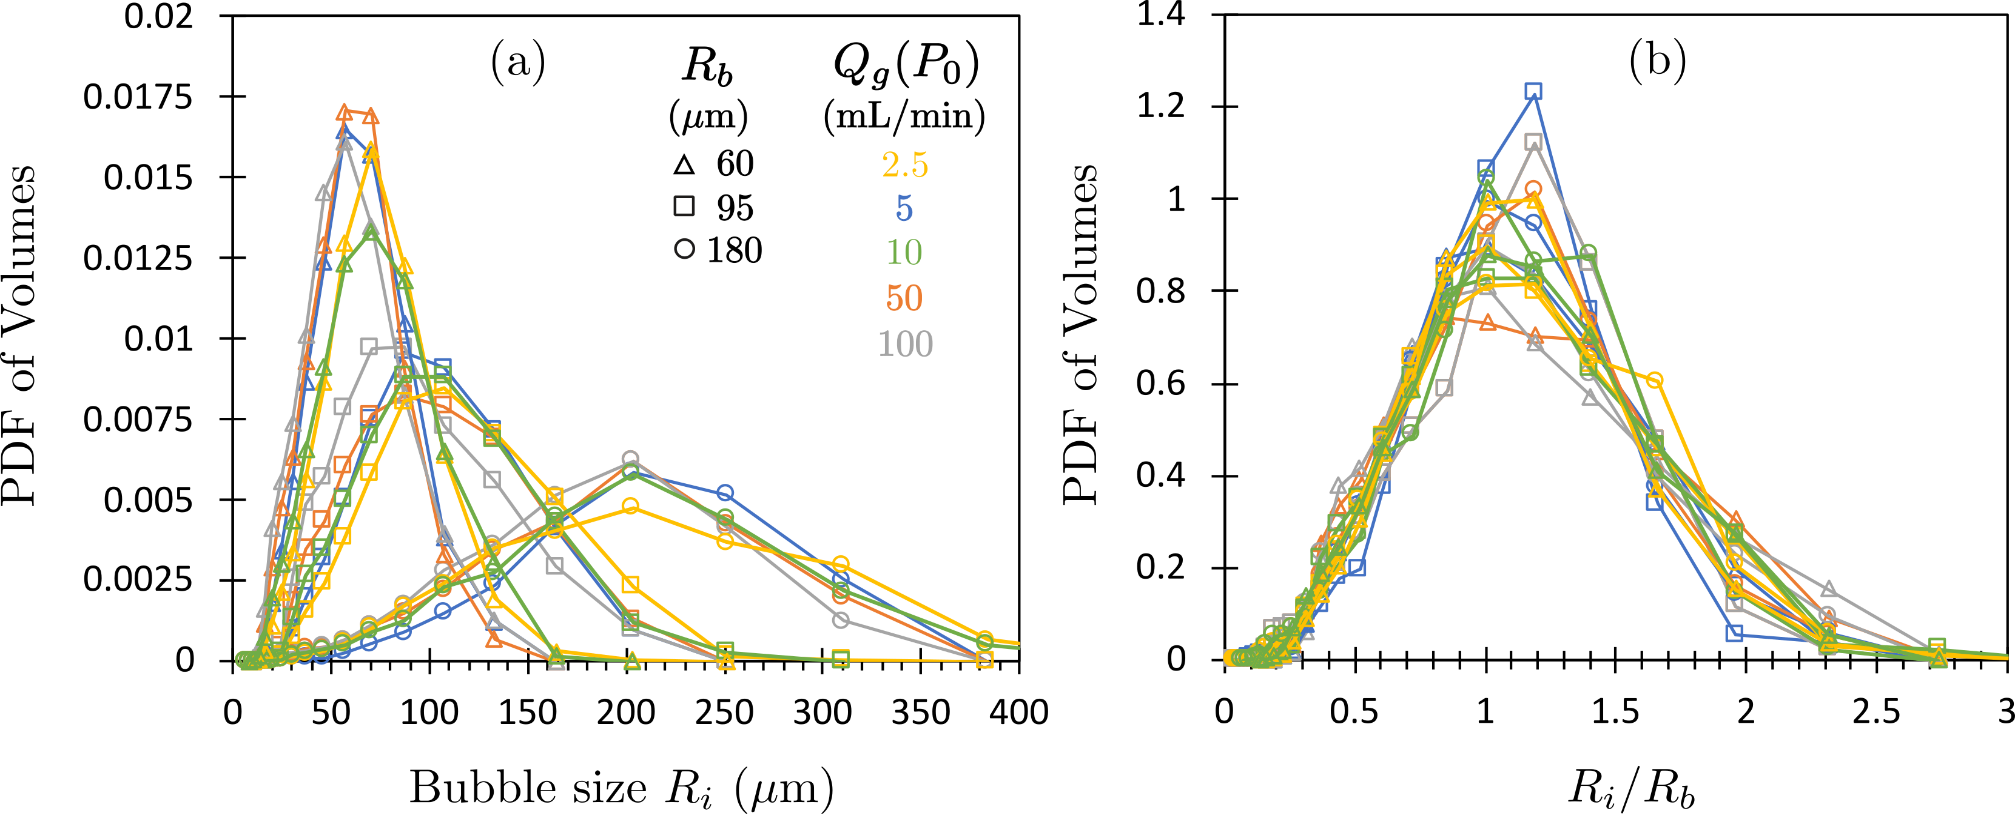 (a)
PDF of Volumes
0.02
0.0175
0.015
0.0125
0.01
0.0075
0.005
0.0025
0
0 50 100 150 200 250 300 350 400
Bubble size R_i (μm)
R_b Q_g(P_0)
(μm) (mL/min)
△ 60 2.5
□ 95 5
○ 180 10
50
100
(b)
PDF of Volumes
1.4
1.2
1
0.8
0.6
0.4
0.2
0
0 0.5 1 1.5 2 2.5 3
R_i/R_b